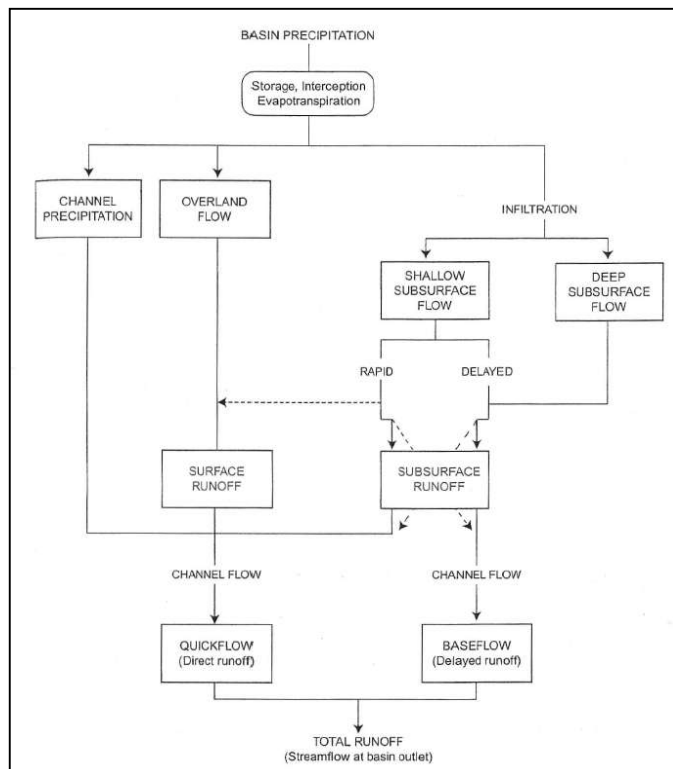 BASIN PRECIPITATION
Storage, Interception
Evapotranspiration
CHANNEL
PRECIPITATION
OVERLAND
FLOW
INFILTRATION
SHALLOW
SUBSURFACE
FLOW
DEEP
SUBSURFACE
FLOW
RAPID
DELAYED
SURFACE
RUNOFF
SUBSURFACE
RUNOFF
CHANNEL FLOW
CHANNEL FLOW
QUICKFLOW
(Direct runoff)
BASEFLOW
(Delayed runoff)
TOTAL RUNOFF
(Streamflow at basin outlet)